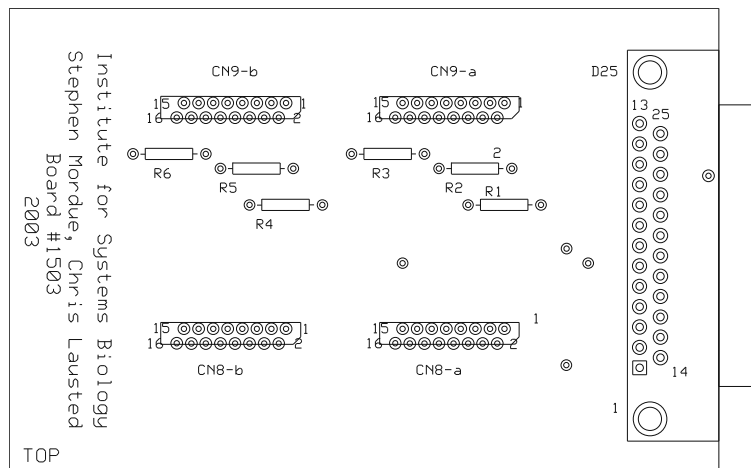 Institute for Systems Biology
Stephen Mordue, Chris Lausted
Board #1503
2003
CN9-b
CN9-a
D25
15
1
15
1
13
25
16
2
16
2
R6
R5
R4
R3
R2
R1
15
1
15
1
16
2
16
2
CN8-b
CN8-a
14
1
TOP